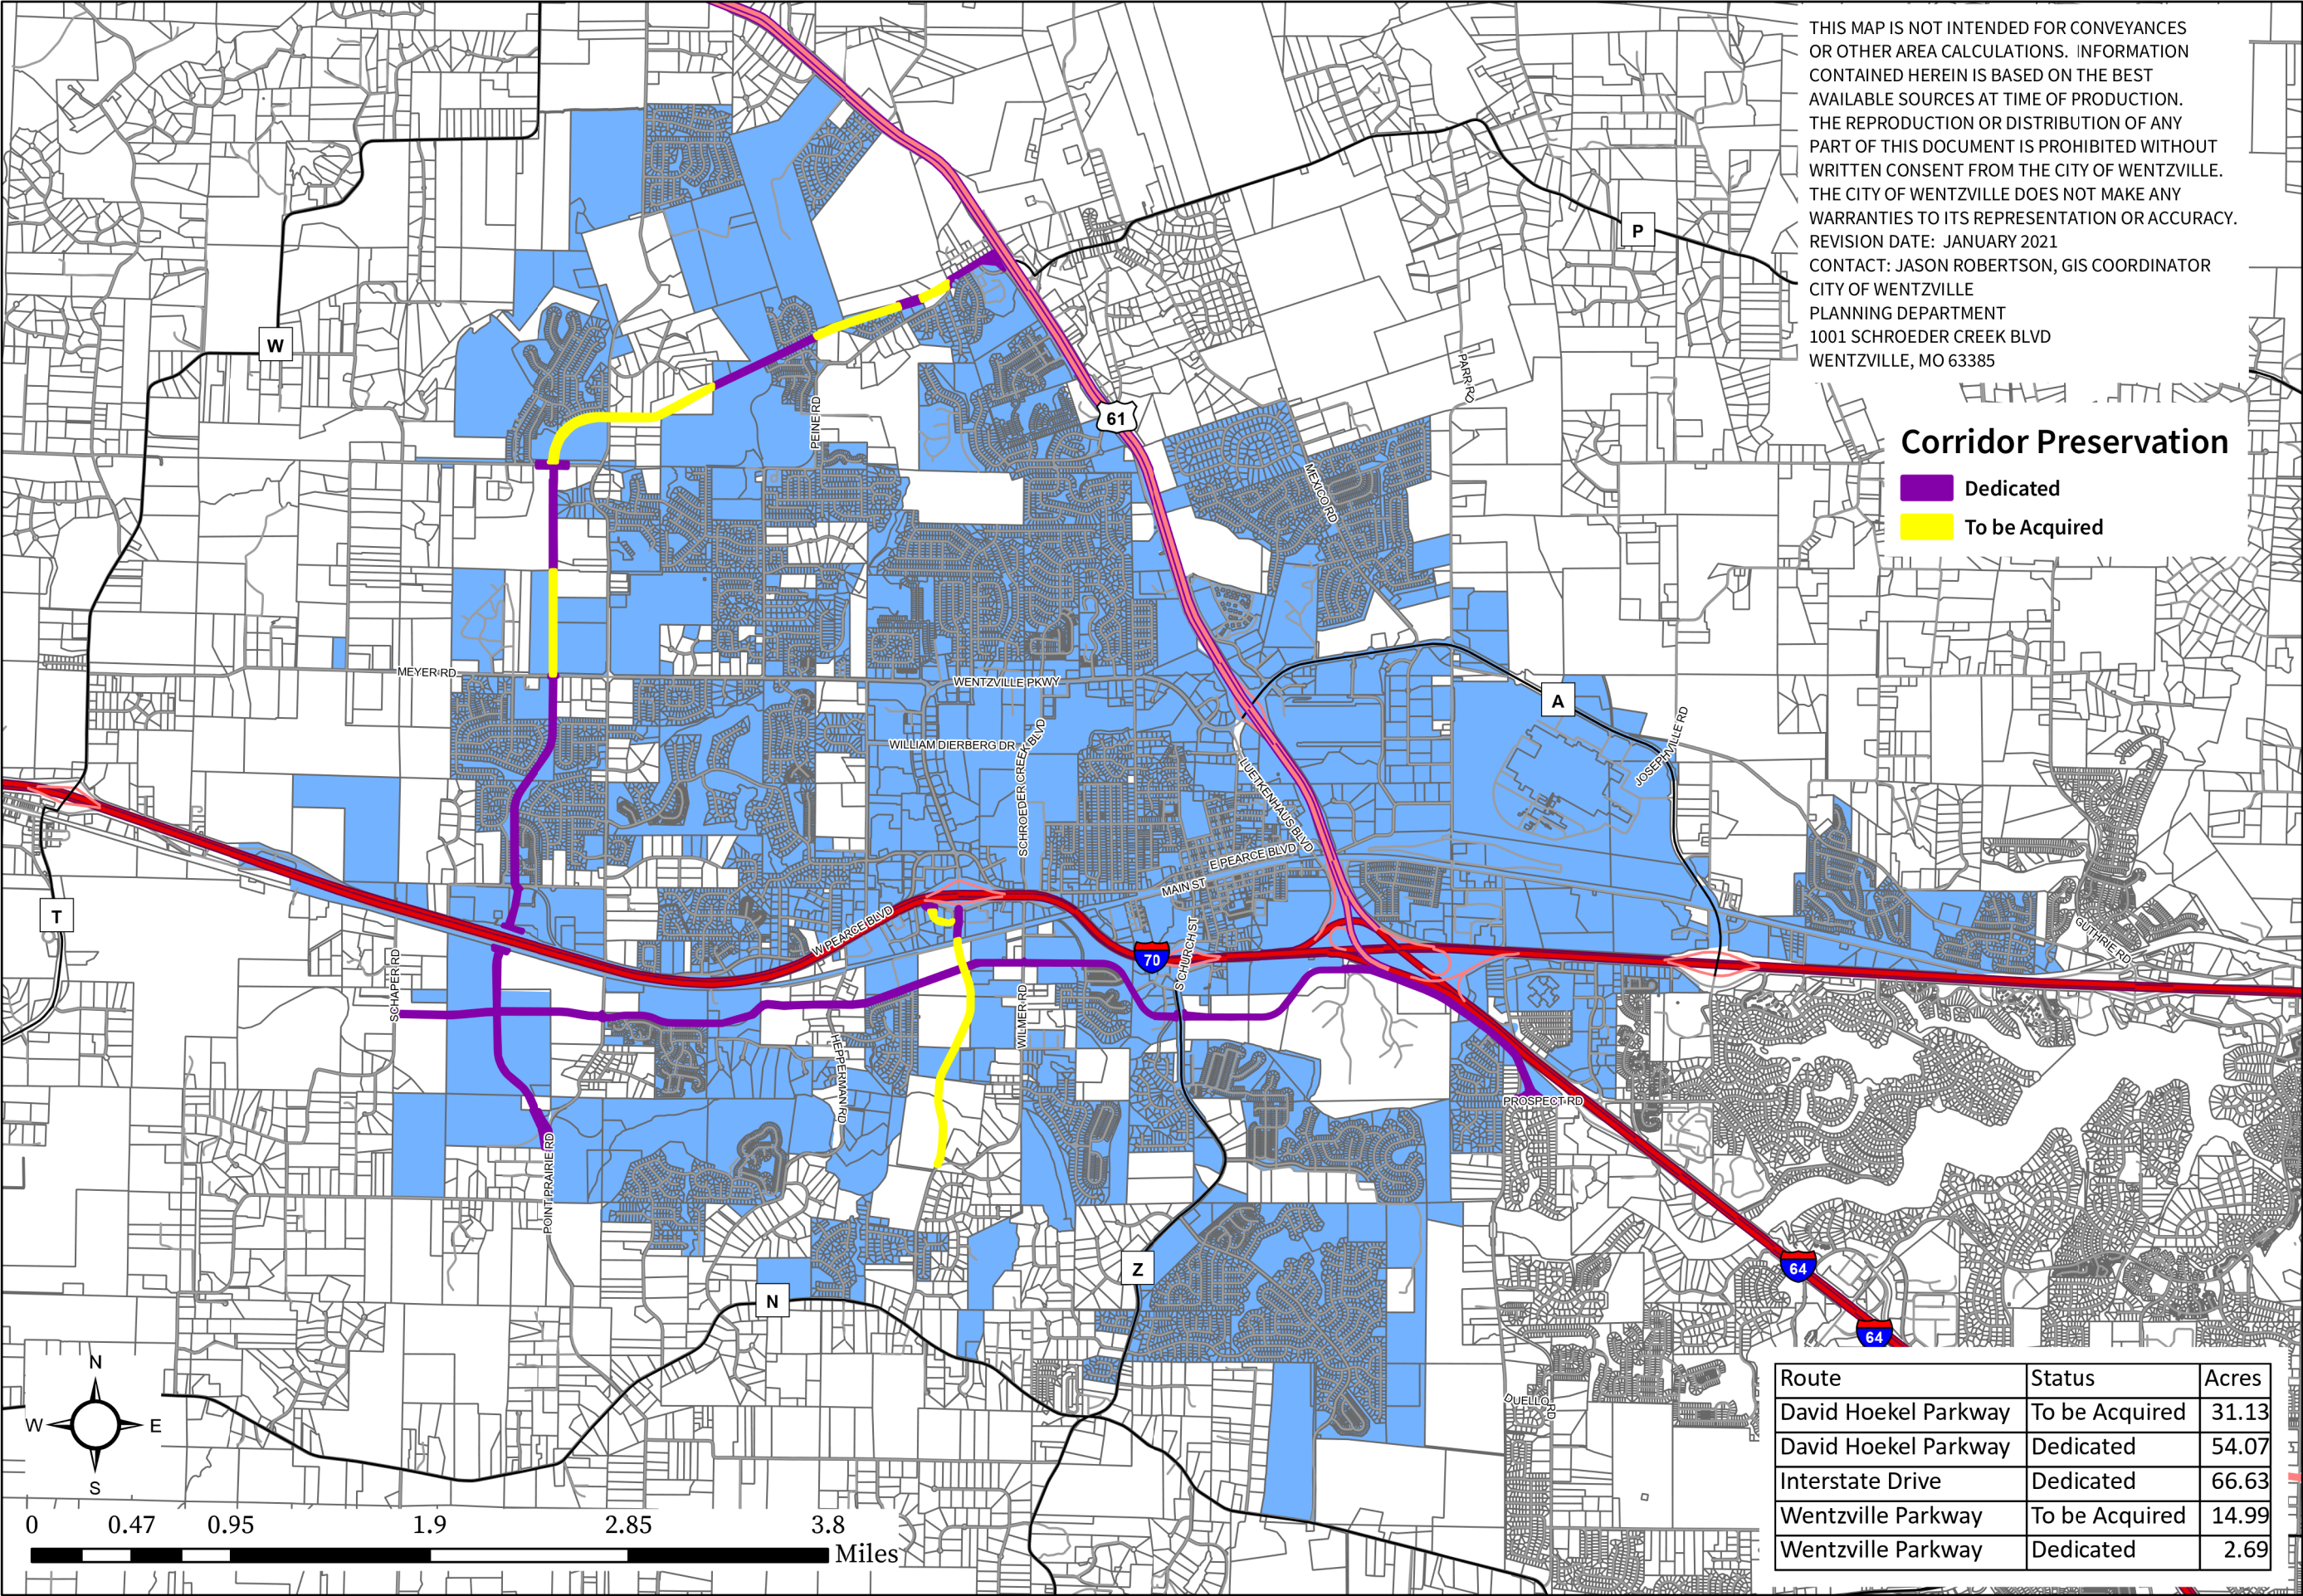 THIS MAP IS NOT INTENDED FOR CONVEYANCES
OR OTHER AREA CALCULATIONS. INFORMATION
CONTAINED HEREIN IS BASED ON THE BEST
AVAILABLE SOURCES AT TIME OF PRODUCTION.
THE REPRODUCTION OR DISTRIBUTION OF ANY
PART OF THIS DOCUMENT IS PROHIBITED WITHOUT
WRITTEN CONSENT FROM THE CITY OF WENTZVILLE.
THE CITY OF WENTZVILLE DOES NOT MAKE ANY
WARRANTIES TO ITS REPRESENTATION OR ACCURACY.
REVISION DATE: JANUARY 2021
CONTACT: JASON ROBERTSON, GIS COORDINATOR
CITY OF WENTZVILLE
PLANNING DEPARTMENT
1001 SCHROEDER CREEK BLVD
WENTZVILLE, MO 63385
Corridor Preservation
Dedicated
To be Acquired
P
W
61
PARR RD
PEINE RD
MEXICO RD
MEYER RD
WENTZVILLE PKWY
A
WILLIAM DIERBERG DR
SCHROEDER CREEK BLVD
JOSEPHVILLE RD
LUETKENHAUS BLVD
E PEARCE BLVD
MAIN ST
T
W PEARCE BLVD
S CHURCH ST
GUTHRIE RD
70
SCHAPER RD
WILMER RD
HEPPERMAN RD
PROSPECT RD
POINT PRAIRIE RD
Z
64
N
64
DUELLO RD
N
W E
S
0 0.47 0.95 1.9 2.85 3.8
Miles
Route Status Acres
David Hoekel Parkway To be Acquired 31.13
David Hoekel Parkway Dedicated 54.07
Interstate Drive Dedicated 66.63
Wentzville Parkway To be Acquired 14.99
Wentzville Parkway Dedicated 2.69